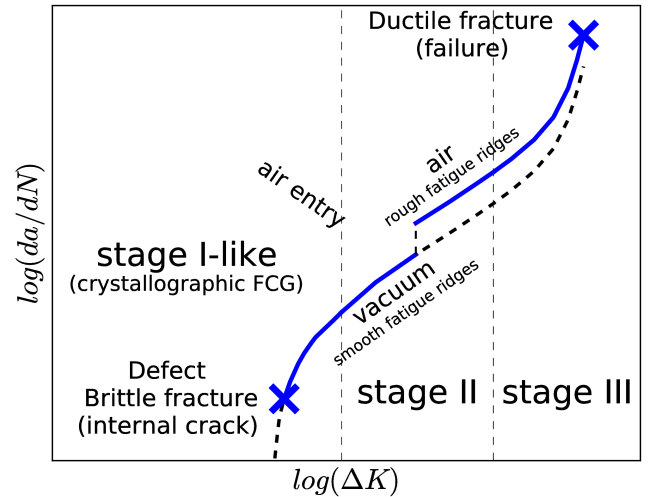 Ductile fracture
(failure)
log(da/dN)
air
rough fatigue ridges
air entry
stage I-like
(crystallographic FCG)
vacuum
smooth fatigue ridges
Defect
Brittle fracture
(internal crack)
stage II
stage III
log(ΔK)